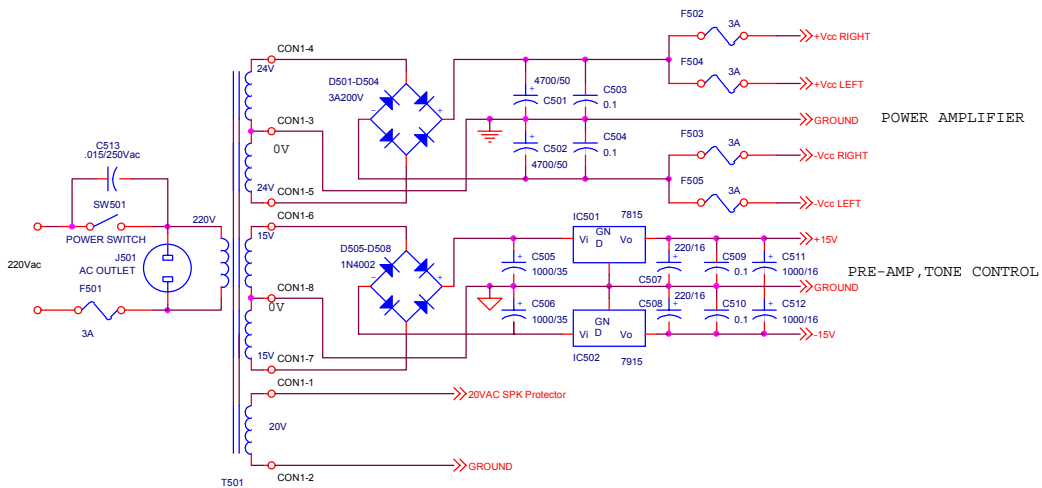 F502
3A
+Vcc RIGHT
F504
3A
+Vcc LEFT
CON1-4
24V
D501-D504
3A200V
-
+
4700/50
+
C501
C503
0.1
CON1-3
0V
GROUND
POWER AMPLIFIER
+
C502
4700/50
C504
0.1
F503
3A
-Vcc RIGHT
F505
3A
-Vcc LEFT
24V
CON1-5
C513
.015/250Vac
SW501
POWER SWITCH
220V
J501
AC OUTLET
220Vac
F501
3A
CON1-6
15V
D505-D508
1N4002
-
+
IC501
7815
Vi
GN
D
Vo
+15V
+
C505
1000/35
220/16
+
C507
C509
0.1
+
C511
1000/16
PRE-AMP,TONE CONTROL
CON1-8
0V
GROUND
+
C506
1000/35
220/16
C508
+
C510
0.1
+
C512
1000/16
Vi
GN
D
Vo
-15V
IC502
7915
15V
CON1-7
CON1-1
20VAC SPK Protector
20V
GROUND
CON1-2
T501